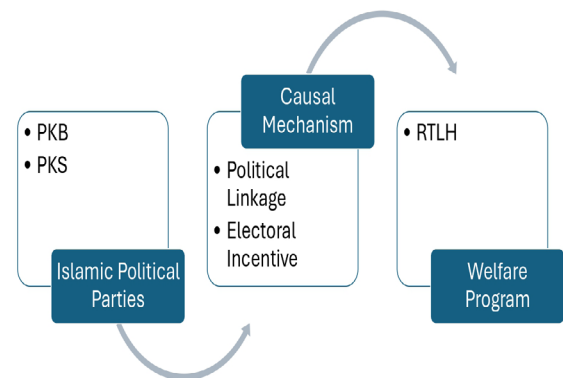 • PKB
• PKS
Islamic Political
Parties
Causal
Mechanism
• Political
Linkage
• Electoral
Incentive
• RTLH
Welfare
Program